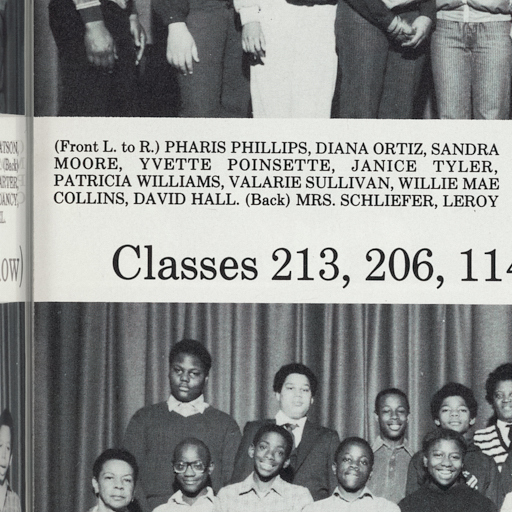 (Front L. to R.) PHARIS PHILLIPS, DIANA ORTIZ, SANDRA
MOORE, YVETTE POINSETTE, JANICE TYLER,
PATRICIA WILLIAMS, VALARIE SULLIVAN, WILLIE MAE
COLLINS, DAVID HALL. (Back) MRS. SCHLIEFER, LEROY
Classes 213, 206, 114